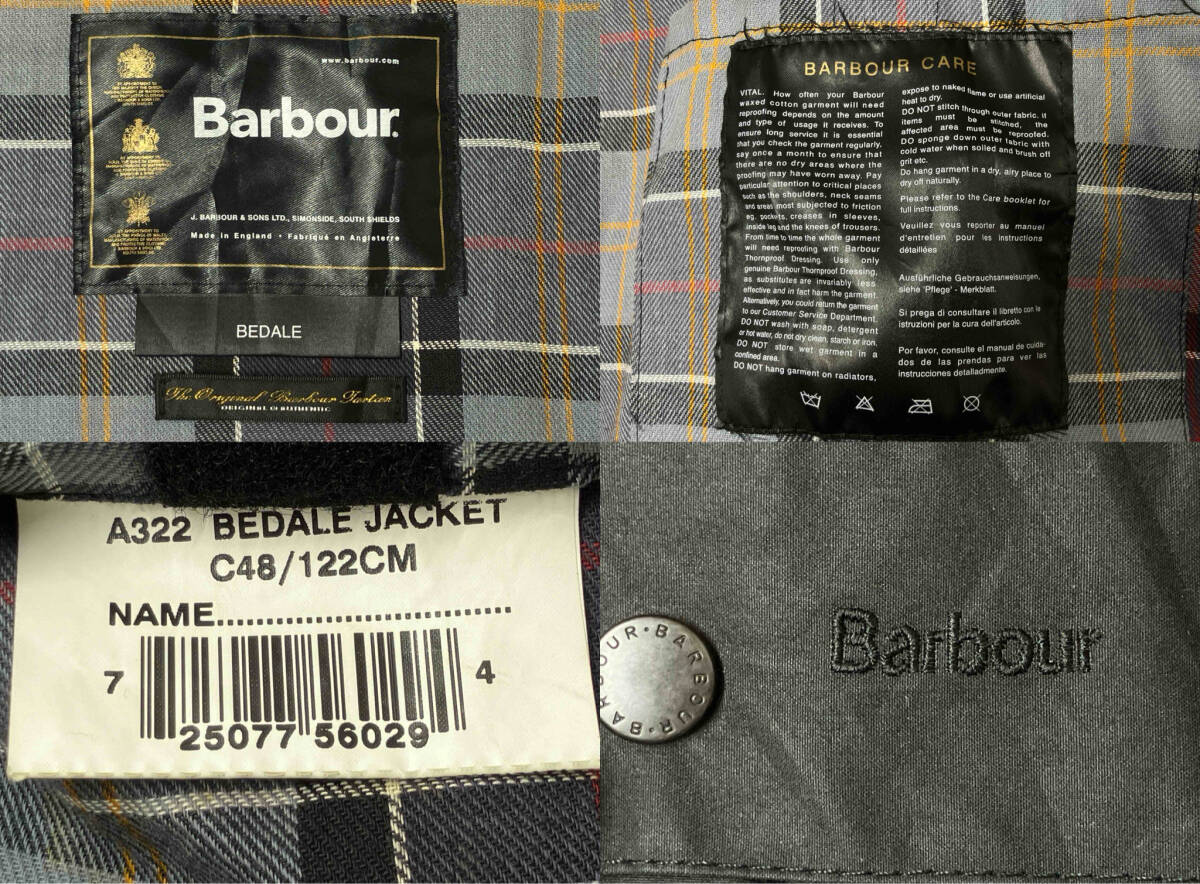 www.barbour.com
Barbour.
J. BARBOUR & SONS LTD., SIMONSIDE, SOUTH SHIELDS
Made in England • Fabriqué en Angleterre
BEDALE
The Original Barbour Tartan
ORIGINAL & AUTHENTIC
BARBOUR CARE
VITAL. How often your Barbour
waxed cotton garment will need
reproofing depends on the amount
and type of usage it receives. To
ensure long service it is essential
that you check the garment regularly,
say once a month to ensure that
there are no dry areas where the
proofing may have worn away. Pay
particular attention to critical places
such as the shoulders, neck seams
and areas most subjected to friction
eg. pockets, creases in sleeves,
inside leg and the knees of trousers.
From time to time the whole garment
will need reproofing with Barbour
Thornproof Dressing. Use only
genuine Barbour Thornproof Dressing,
as substitutes are invariably less
effective and in fact harm the garment.
Alternatively, you could return the garment
to our Customer Service Department.
DO NOT wash with soap, detergent
or hot water, do not dry clean, starch or iron.
DO NOT store wet garment in a
confined area.
DO NOT hang garment on radiators,
expose to naked flame or use artificial
heat to dry.
DO NOT stitch through outer fabric, if
items must be stitched, the
affected area must be reproofed.
DO sponge down outer fabric with
cold water when soiled and brush off
grit etc.
Do hang garment in a dry, airy place to
dry off naturally.
Please refer to the Care booklet for
full instructions.
Veuillez vous reporter au manuel
d'entretien pour les instructions
détaillées
Ausführliche Gebrauchsanweisungen,
siehe 'Pflege' - Merkblatt.
Si prega di consultare il libretto con le
istruzioni per la cura dell'articolo.
Por favor, consulte el manual de cuida-
dos de las prendas para ver las
instrucciones detalladmente.
A322 BEDALE JACKET
C48/122CM
NAME..............................
7 25077 56029 4
BARBOUR • BARBOUR •
Barbour